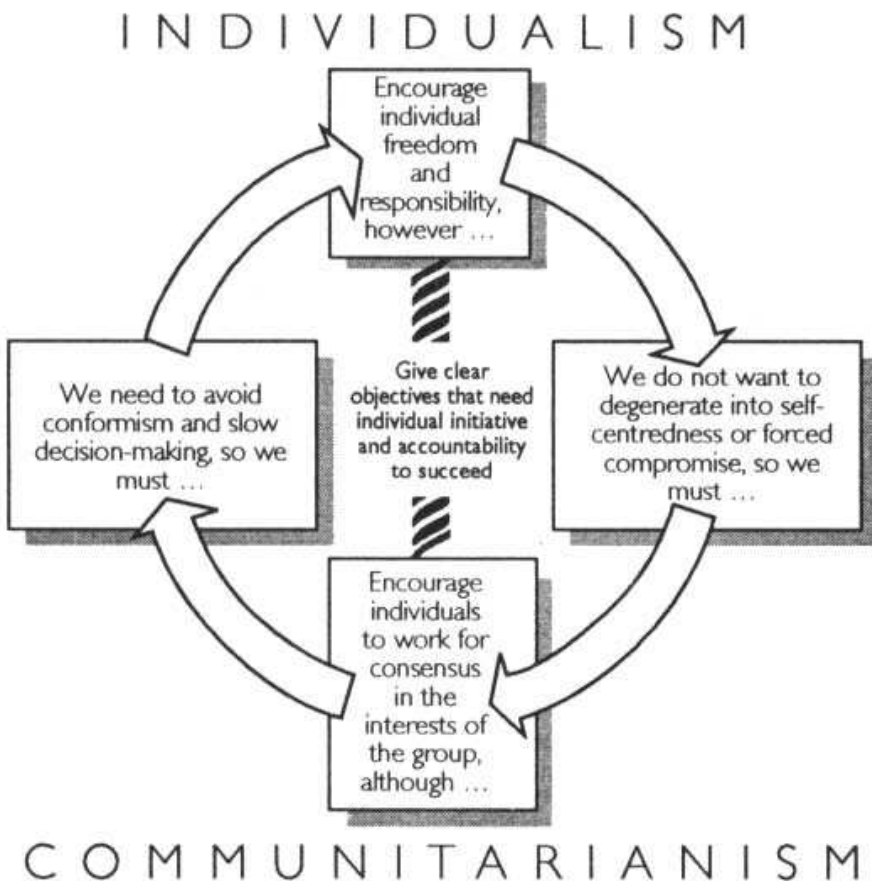 INDIVIDUALISM
Encourage
individual
freedom
and
responsibility,
however ...
We need to avoid
conformism and slow
decision-making, so we
must ...
Give clear
objectives that need
individual initiative
and accountability
to succeed
We do not want to
degenerate into self-
centredness or forced
compromise, so we
must ...
Encourage
individuals
to work for
consensus
in the
interests of
the group,
although ...
COMMUNITARIANISM